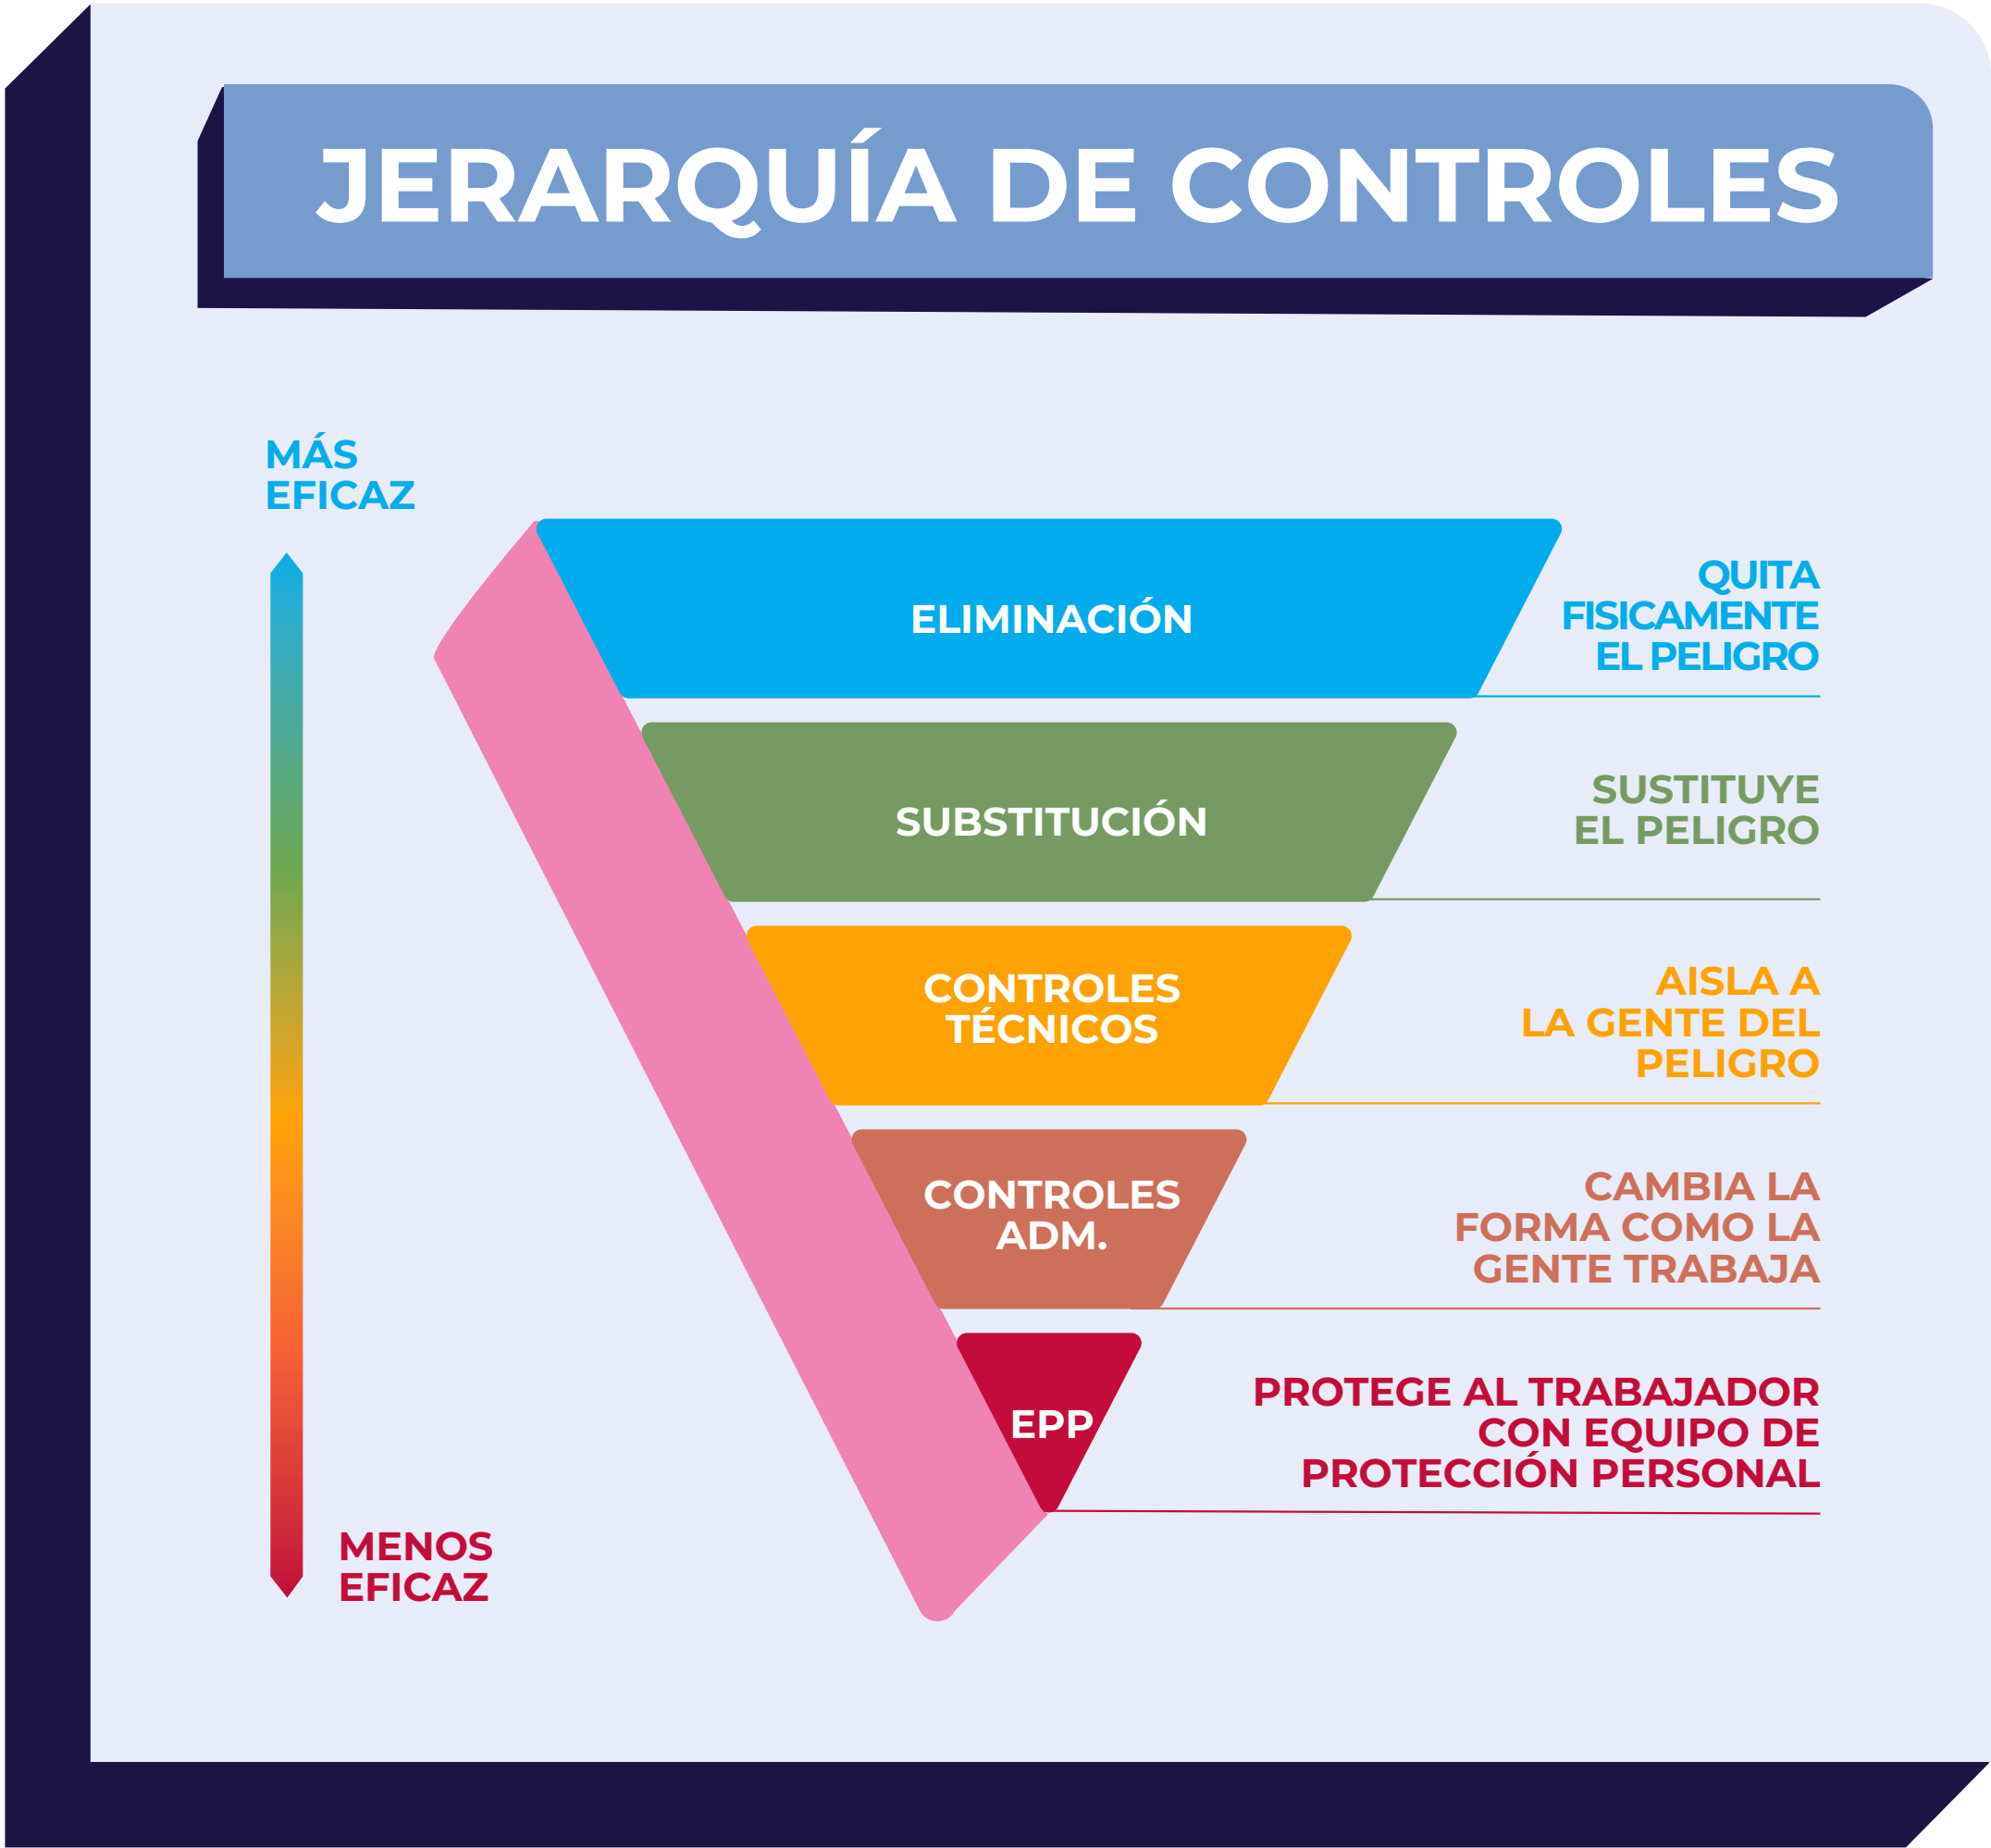 JERARQUÍA DE CONTROLES
MÁS
EFICAZ
ELIMINACIÓN
QUITA
FISICAMENTE
EL PELIGRO
SUBSTITUCIÓN
SUSTITUYE
EL PELIGRO
CONTROLES
TÉCNICOS
AISLA A
LA GENTE DEL
PELIGRO
CONTROLES
ADM.
CAMBIA LA
FORMA COMO LA
GENTE TRABAJA
EPP
PROTEGE AL TRABAJADOR
CON EQUIPO DE
PROTECCIÓN PERSONAL
MENOS
EFICAZ